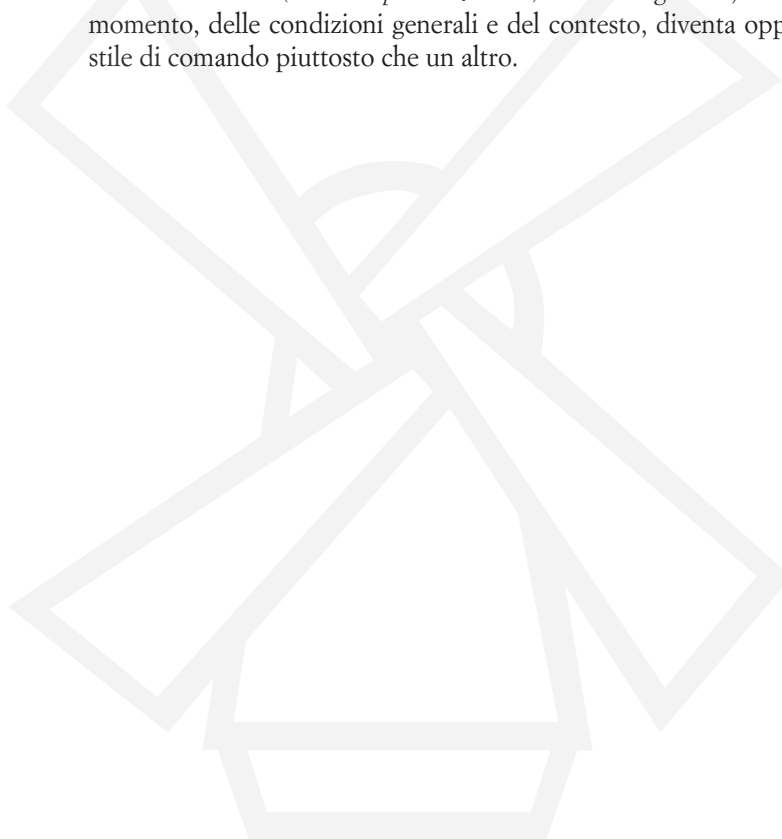 momento, delle condizioni generali e del contesto, diventa opp
stile di comando piuttosto che un altro.